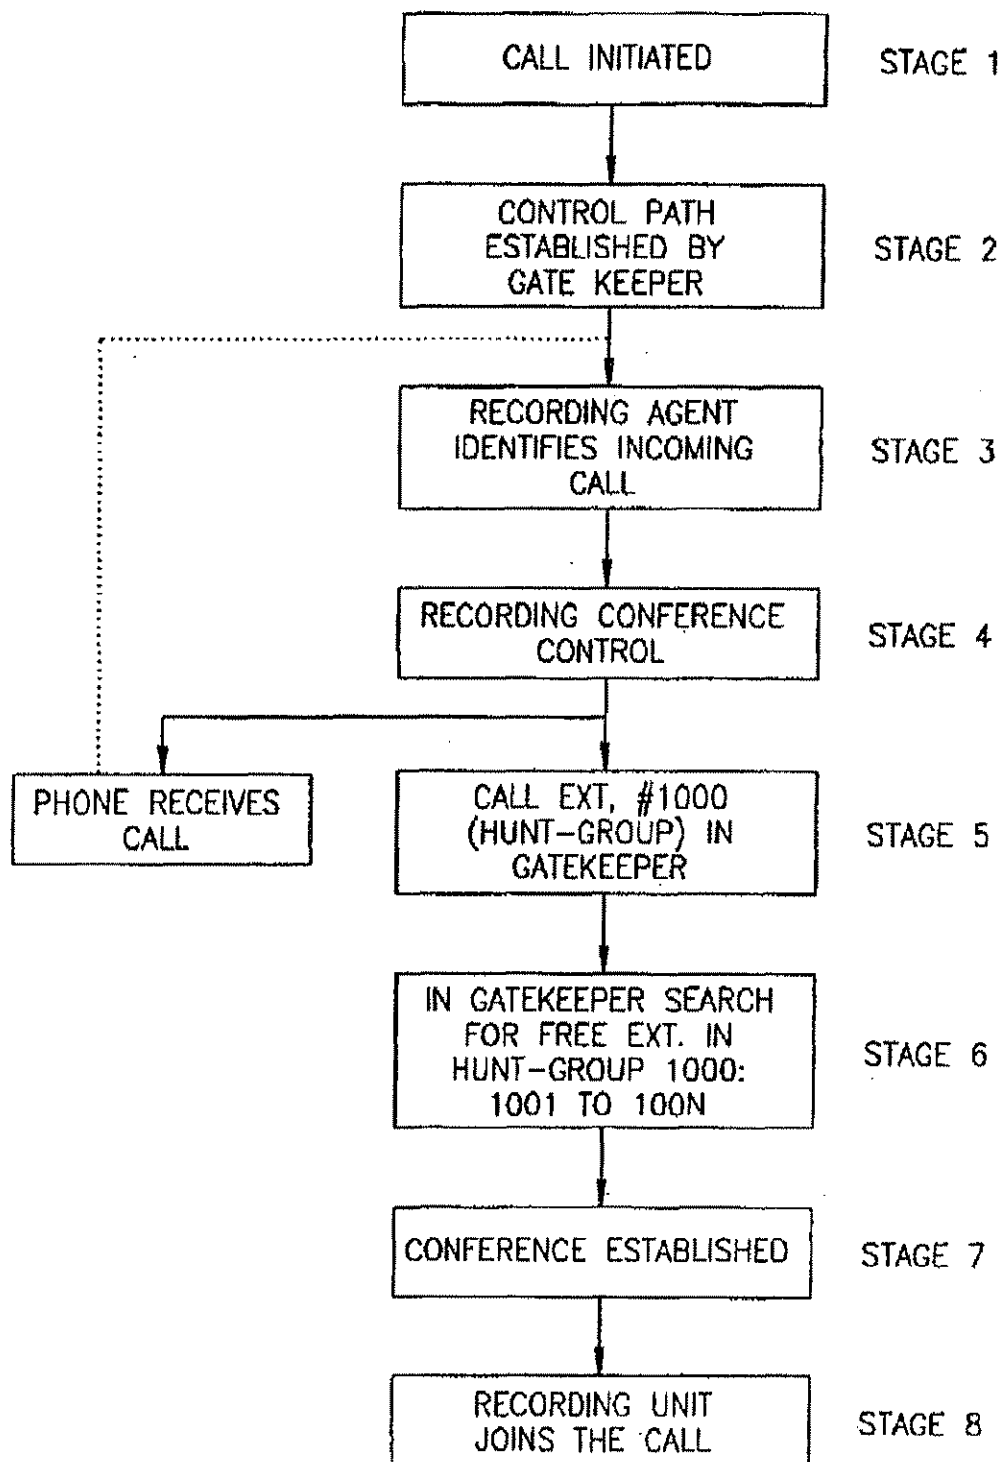 CALL INITIATED
STAGE 1
CONTROL PATH
ESTABLISHED BY
GATE KEEPER
STAGE 2
RECORDING AGENT
IDENTIFIES INCOMING
CALL
STAGE 3
RECORDING CONFERENCE
CONTROL
STAGE 4
PHONE RECEIVES
CALL
CALL EXT, #1000
(HUNT-GROUP) IN
GATEKEEPER
STAGE 5
IN GATEKEEPER SEARCH
FOR FREE EXT. IN
HUNT-GROUP 1000:
1001 TO 100N
STAGE 6
CONFERENCE ESTABLISHED
STAGE 7
RECORDING UNIT
JOINS THE CALL
STAGE 8